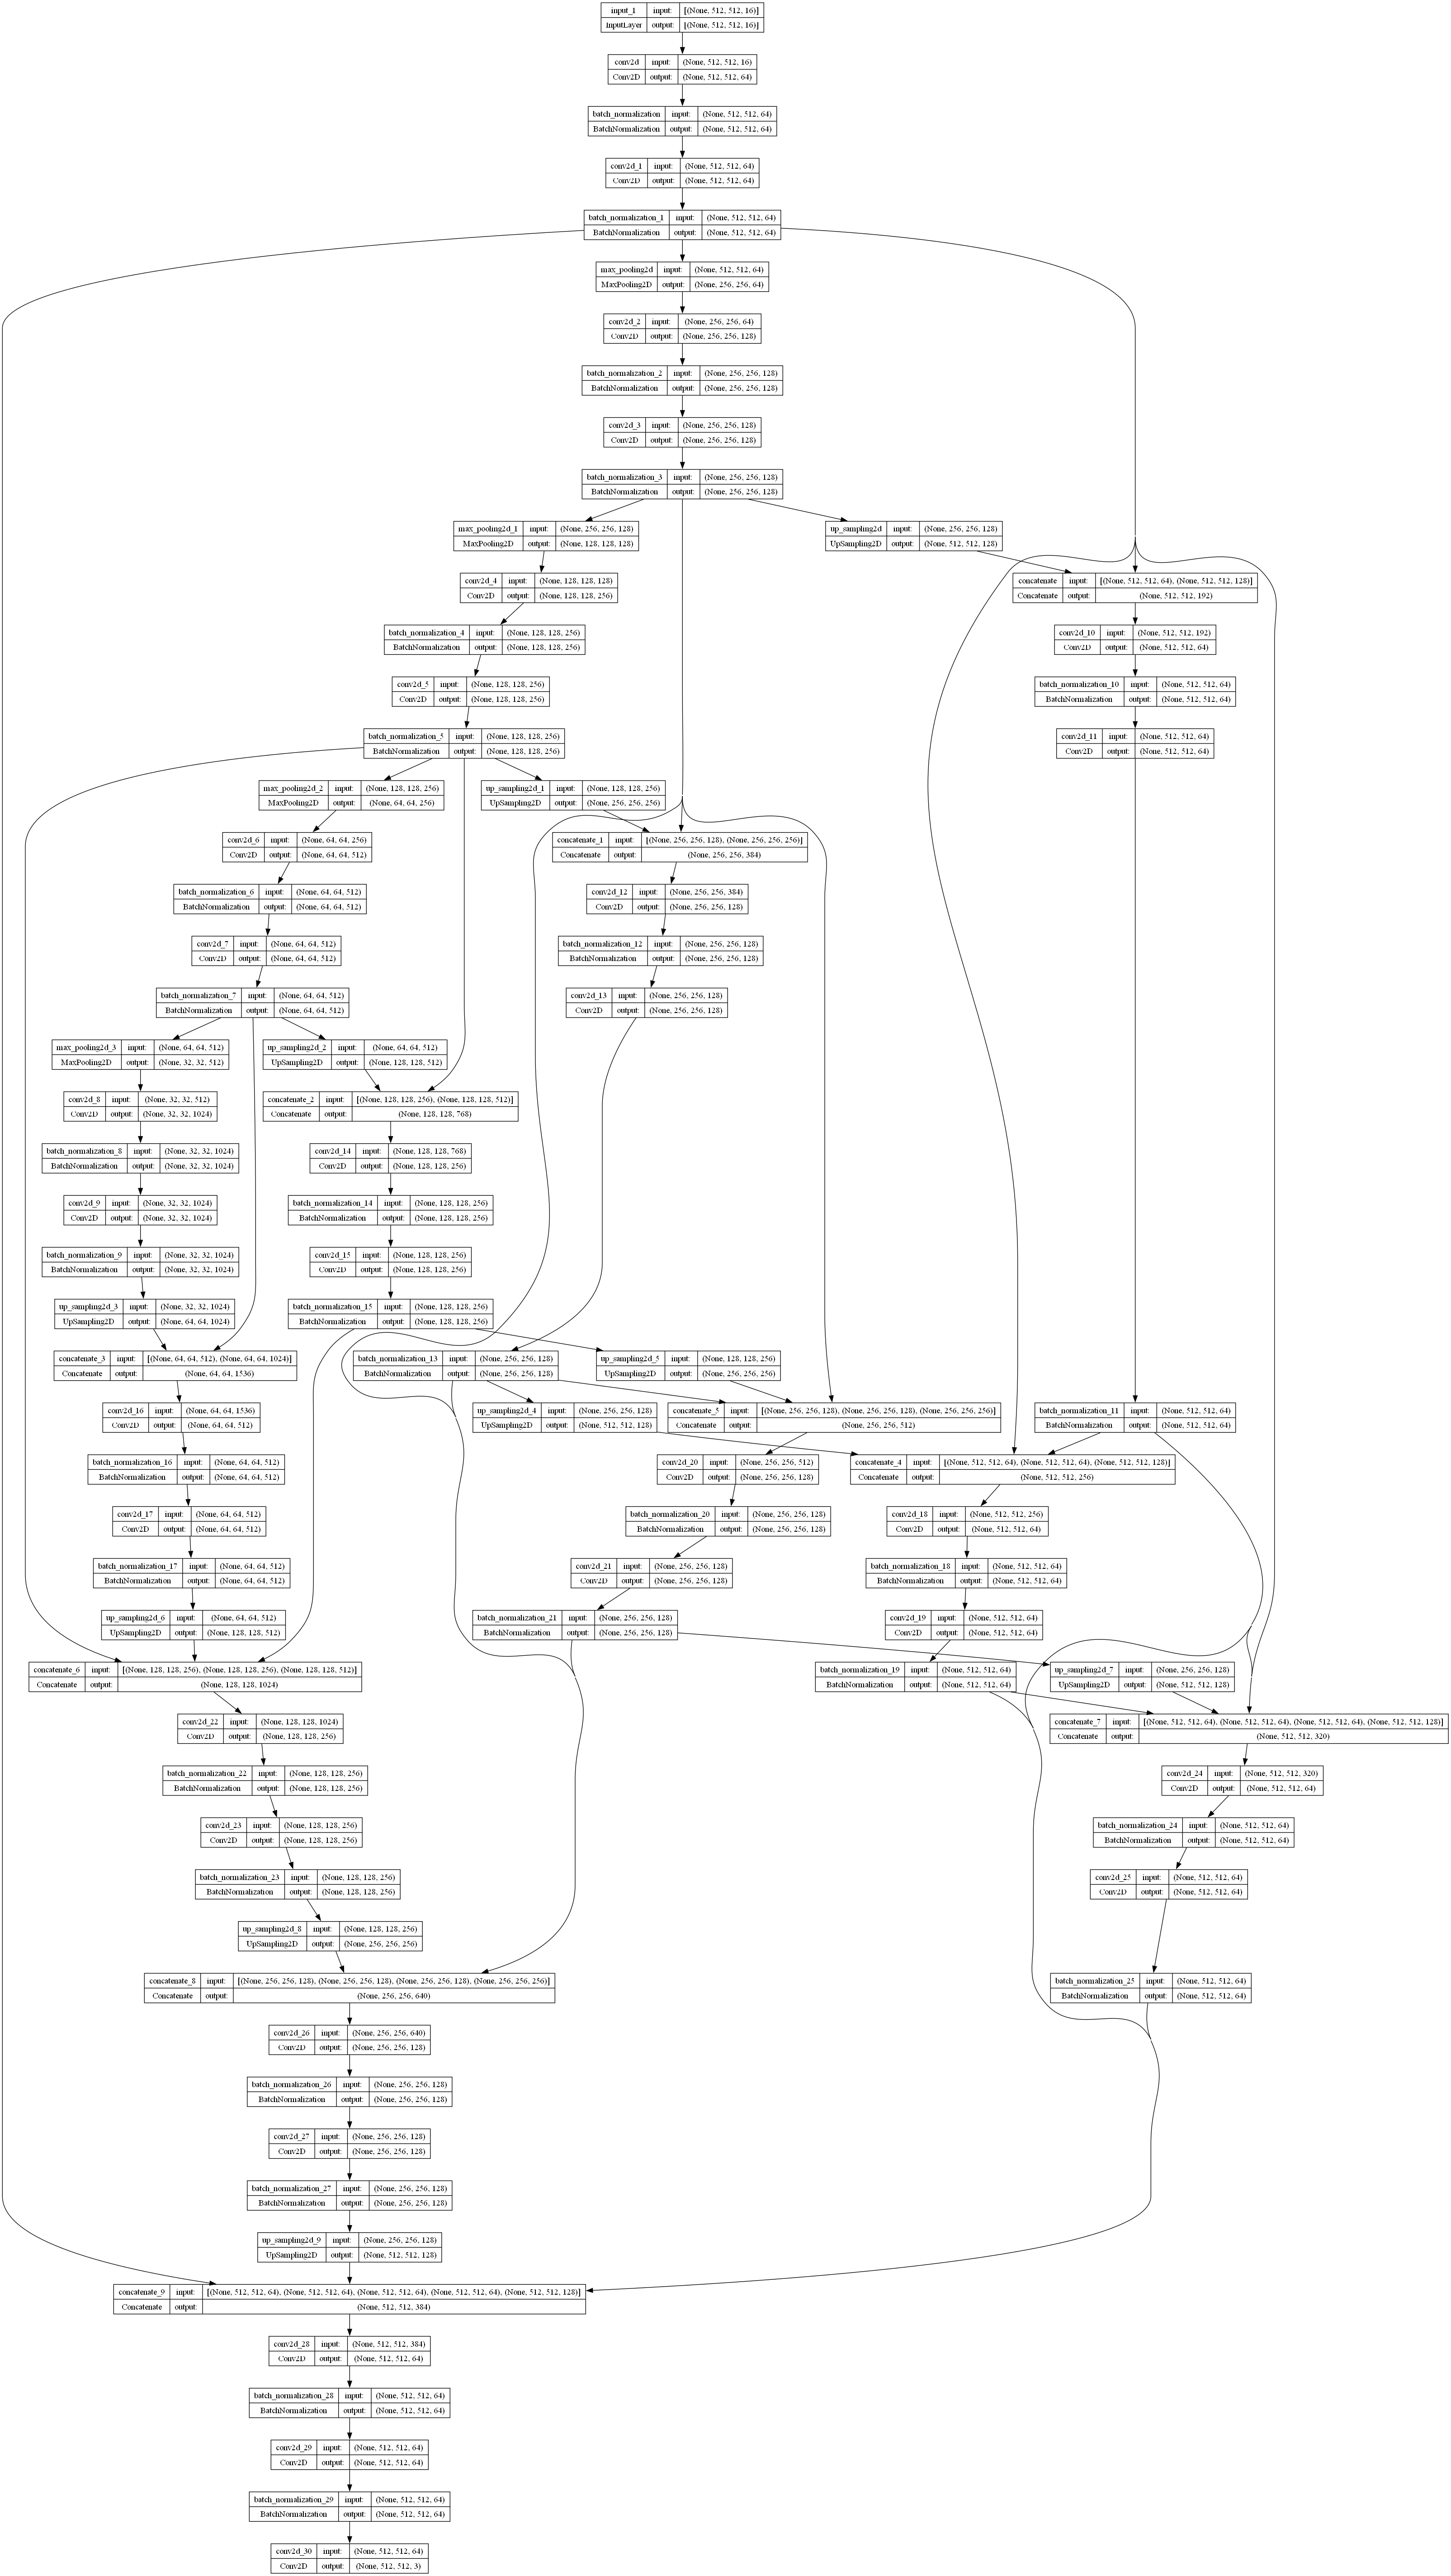 input_1 input: [(None, 512, 512, 16)]
InputLayer output: [(None, 512, 512, 16)]
conv2d input: (None, 512, 512, 16)
Conv2D output: (None, 512, 512, 64)
batch_normalization input: (None, 512, 512, 64)
BatchNormalization output: (None, 512, 512, 64)
conv2d_1 input: (None, 512, 512, 64)
Conv2D output: (None, 512, 512, 64)
batch_normalization_1 input: (None, 512, 512, 64)
BatchNormalization output: (None, 512, 512, 64)
max_pooling2d input: (None, 512, 512, 64)
MaxPooling2D output: (None, 256, 256, 64)
conv2d_2 input: (None, 256, 256, 64)
Conv2D output: (None, 256, 256, 128)
batch_normalization_2 input: (None, 256, 256, 128)
BatchNormalization output: (None, 256, 256, 128)
conv2d_3 input: (None, 256, 256, 128)
Conv2D output: (None, 256, 256, 128)
batch_normalization_3 input: (None, 256, 256, 128)
BatchNormalization output: (None, 256, 256, 128)
max_pooling2d_1 input: (None, 256, 256, 128)
MaxPooling2D output: (None, 128, 128, 128)
up_sampling2d input: (None, 256, 256, 128)
UpSampling2D output: (None, 512, 512, 128)
conv2d_4 input: (None, 128, 128, 128)
Conv2D output: (None, 128, 128, 256)
concatenate input: [(None, 512, 512, 64), (None, 512, 512, 128)]
Concatenate output: (None, 512, 512, 192)
batch_normalization_4 input: (None, 128, 128, 256)
BatchNormalization output: (None, 128, 128, 256)
conv2d_10 input: (None, 512, 512, 192)
Conv2D output: (None, 512, 512, 64)
conv2d_5 input: (None, 128, 128, 256)
Conv2D output: (None, 128, 128, 256)
batch_normalization_10 input: (None, 512, 512, 64)
BatchNormalization output: (None, 512, 512, 64)
batch_normalization_5 input: (None, 128, 128, 256)
BatchNormalization output: (None, 128, 128, 256)
conv2d_11 input: (None, 512, 512, 64)
Conv2D output: (None, 512, 512, 64)
max_pooling2d_2 input: (None, 128, 128, 256)
MaxPooling2D output: (None, 64, 64, 256)
up_sampling2d_1 input: (None, 128, 128, 256)
UpSampling2D output: (None, 256, 256, 256)
conv2d_6 input: (None, 64, 64, 256)
Conv2D output: (None, 64, 64, 512)
concatenate_1 input: [(None, 256, 256, 128), (None, 256, 256, 256)]
Concatenate output: (None, 256, 256, 384)
batch_normalization_6 input: (None, 64, 64, 512)
BatchNormalization output: (None, 64, 64, 512)
conv2d_12 input: (None, 256, 256, 384)
Conv2D output: (None, 256, 256, 128)
conv2d_7 input: (None, 64, 64, 512)
Conv2D output: (None, 64, 64, 512)
batch_normalization_12 input: (None, 256, 256, 128)
BatchNormalization output: (None, 256, 256, 128)
batch_normalization_7 input: (None, 64, 64, 512)
BatchNormalization output: (None, 64, 64, 512)
conv2d_13 input: (None, 256, 256, 128)
Conv2D output: (None, 256, 256, 128)
max_pooling2d_3 input: (None, 64, 64, 512)
MaxPooling2D output: (None, 32, 32, 512)
up_sampling2d_2 input: (None, 64, 64, 512)
UpSampling2D output: (None, 128, 128, 512)
conv2d_8 input: (None, 32, 32, 512)
Conv2D output: (None, 32, 32, 1024)
concatenate_2 input: [(None, 128, 128, 256), (None, 128, 128, 512)]
Concatenate output: (None, 128, 128, 768)
batch_normalization_8 input: (None, 32, 32, 1024)
BatchNormalization output: (None, 32, 32, 1024)
conv2d_14 input: (None, 128, 128, 768)
Conv2D output: (None, 128, 128, 256)
conv2d_9 input: (None, 32, 32, 1024)
Conv2D output: (None, 32, 32, 1024)
batch_normalization_14 input: (None, 128, 128, 256)
BatchNormalization output: (None, 128, 128, 256)
batch_normalization_9 input: (None, 32, 32, 1024)
BatchNormalization output: (None, 32, 32, 1024)
conv2d_15 input: (None, 128, 128, 256)
Conv2D output: (None, 128, 128, 256)
up_sampling2d_3 input: (None, 32, 32, 1024)
UpSampling2D output: (None, 64, 64, 1024)
batch_normalization_15 input: (None, 128, 128, 256)
BatchNormalization output: (None, 128, 128, 256)
concatenate_3 input: [(None, 64, 64, 512), (None, 64, 64, 1024)]
Concatenate output: (None, 64, 64, 1536)
batch_normalization_13 input: (None, 256, 256, 128)
BatchNormalization output: (None, 256, 256, 128)
up_sampling2d_5 input: (None, 128, 128, 256)
UpSampling2D output: (None, 256, 256, 256)
conv2d_16 input: (None, 64, 64, 1536)
Conv2D output: (None, 64, 64, 512)
up_sampling2d_4 input: (None, 256, 256, 128)
UpSampling2D output: (None, 512, 512, 128)
concatenate_5 input: [(None, 256, 256, 128), (None, 256, 256, 128), (None, 256, 256, 256)]
Concatenate output: (None, 256, 256, 512)
batch_normalization_11 input: (None, 512, 512, 64)
BatchNormalization output: (None, 512, 512, 64)
batch_normalization_16 input: (None, 64, 64, 512)
BatchNormalization output: (None, 64, 64, 512)
conv2d_20 input: (None, 256, 256, 512)
Conv2D output: (None, 256, 256, 128)
concatenate_4 input: [(None, 512, 512, 64), (None, 512, 512, 64), (None, 512, 512, 128)]
Concatenate output: (None, 512, 512, 256)
conv2d_17 input: (None, 64, 64, 512)
Conv2D output: (None, 64, 64, 512)
batch_normalization_20 input: (None, 256, 256, 128)
BatchNormalization output: (None, 256, 256, 128)
conv2d_18 input: (None, 512, 512, 256)
Conv2D output: (None, 512, 512, 64)
batch_normalization_17 input: (None, 64, 64, 512)
BatchNormalization output: (None, 64, 64, 512)
conv2d_21 input: (None, 256, 256, 128)
Conv2D output: (None, 256, 256, 128)
batch_normalization_18 input: (None, 512, 512, 64)
BatchNormalization output: (None, 512, 512, 64)
up_sampling2d_6 input: (None, 64, 64, 512)
UpSampling2D output: (None, 128, 128, 512)
batch_normalization_21 input: (None, 256, 256, 128)
BatchNormalization output: (None, 256, 256, 128)
conv2d_19 input: (None, 512, 512, 64)
Conv2D output: (None, 512, 512, 64)
concatenate_6 input: [(None, 128, 128, 256), (None, 128, 128, 256), (None, 128, 128, 512)]
Concatenate output: (None, 128, 128, 1024)
batch_normalization_19 input: (None, 512, 512, 64)
BatchNormalization output: (None, 512, 512, 64)
up_sampling2d_7 input: (None, 256, 256, 128)
UpSampling2D output: (None, 512, 512, 128)
conv2d_22 input: (None, 128, 128, 1024)
Conv2D output: (None, 128, 128, 256)
concatenate_7 input: [(None, 512, 512, 64), (None, 512, 512, 64), (None, 512, 512, 64), (None, 512, 512, 128)]
Concatenate output: (None, 512, 512, 320)
batch_normalization_22 input: (None, 128, 128, 256)
BatchNormalization output: (None, 128, 128, 256)
conv2d_24 input: (None, 512, 512, 320)
Conv2D output: (None, 512, 512, 64)
conv2d_23 input: (None, 128, 128, 256)
Conv2D output: (None, 128, 128, 256)
batch_normalization_24 input: (None, 512, 512, 64)
BatchNormalization output: (None, 512, 512, 64)
batch_normalization_23 input: (None, 128, 128, 256)
BatchNormalization output: (None, 128, 128, 256)
conv2d_25 input: (None, 512, 512, 64)
Conv2D output: (None, 512, 512, 64)
up_sampling2d_8 input: (None, 128, 128, 256)
UpSampling2D output: (None, 256, 256, 256)
concatenate_8 input: [(None, 256, 256, 128), (None, 256, 256, 128), (None, 256, 256, 128), (None, 256, 256, 256)]
Concatenate output: (None, 256, 256, 640)
batch_normalization_25 input: (None, 512, 512, 64)
BatchNormalization output: (None, 512, 512, 64)
conv2d_26 input: (None, 256, 256, 640)
Conv2D output: (None, 256, 256, 128)
batch_normalization_26 input: (None, 256, 256, 128)
BatchNormalization output: (None, 256, 256, 128)
conv2d_27 input: (None, 256, 256, 128)
Conv2D output: (None, 256, 256, 128)
batch_normalization_27 input: (None, 256, 256, 128)
BatchNormalization output: (None, 256, 256, 128)
up_sampling2d_9 input: (None, 256, 256, 128)
UpSampling2D output: (None, 512, 512, 128)
concatenate_9 input: [(None, 512, 512, 64), (None, 512, 512, 64), (None, 512, 512, 64), (None, 512, 512, 64), (None, 512, 512, 128)]
Concatenate output: (None, 512, 512, 384)
conv2d_28 input: (None, 512, 512, 384)
Conv2D output: (None, 512, 512, 64)
batch_normalization_28 input: (None, 512, 512, 64)
BatchNormalization output: (None, 512, 512, 64)
conv2d_29 input: (None, 512, 512, 64)
Conv2D output: (None, 512, 512, 64)
batch_normalization_29 input: (None, 512, 512, 64)
BatchNormalization output: (None, 512, 512, 64)
conv2d_30 input: (None, 512, 512, 64)
Conv2D output: (None, 512, 512, 3)